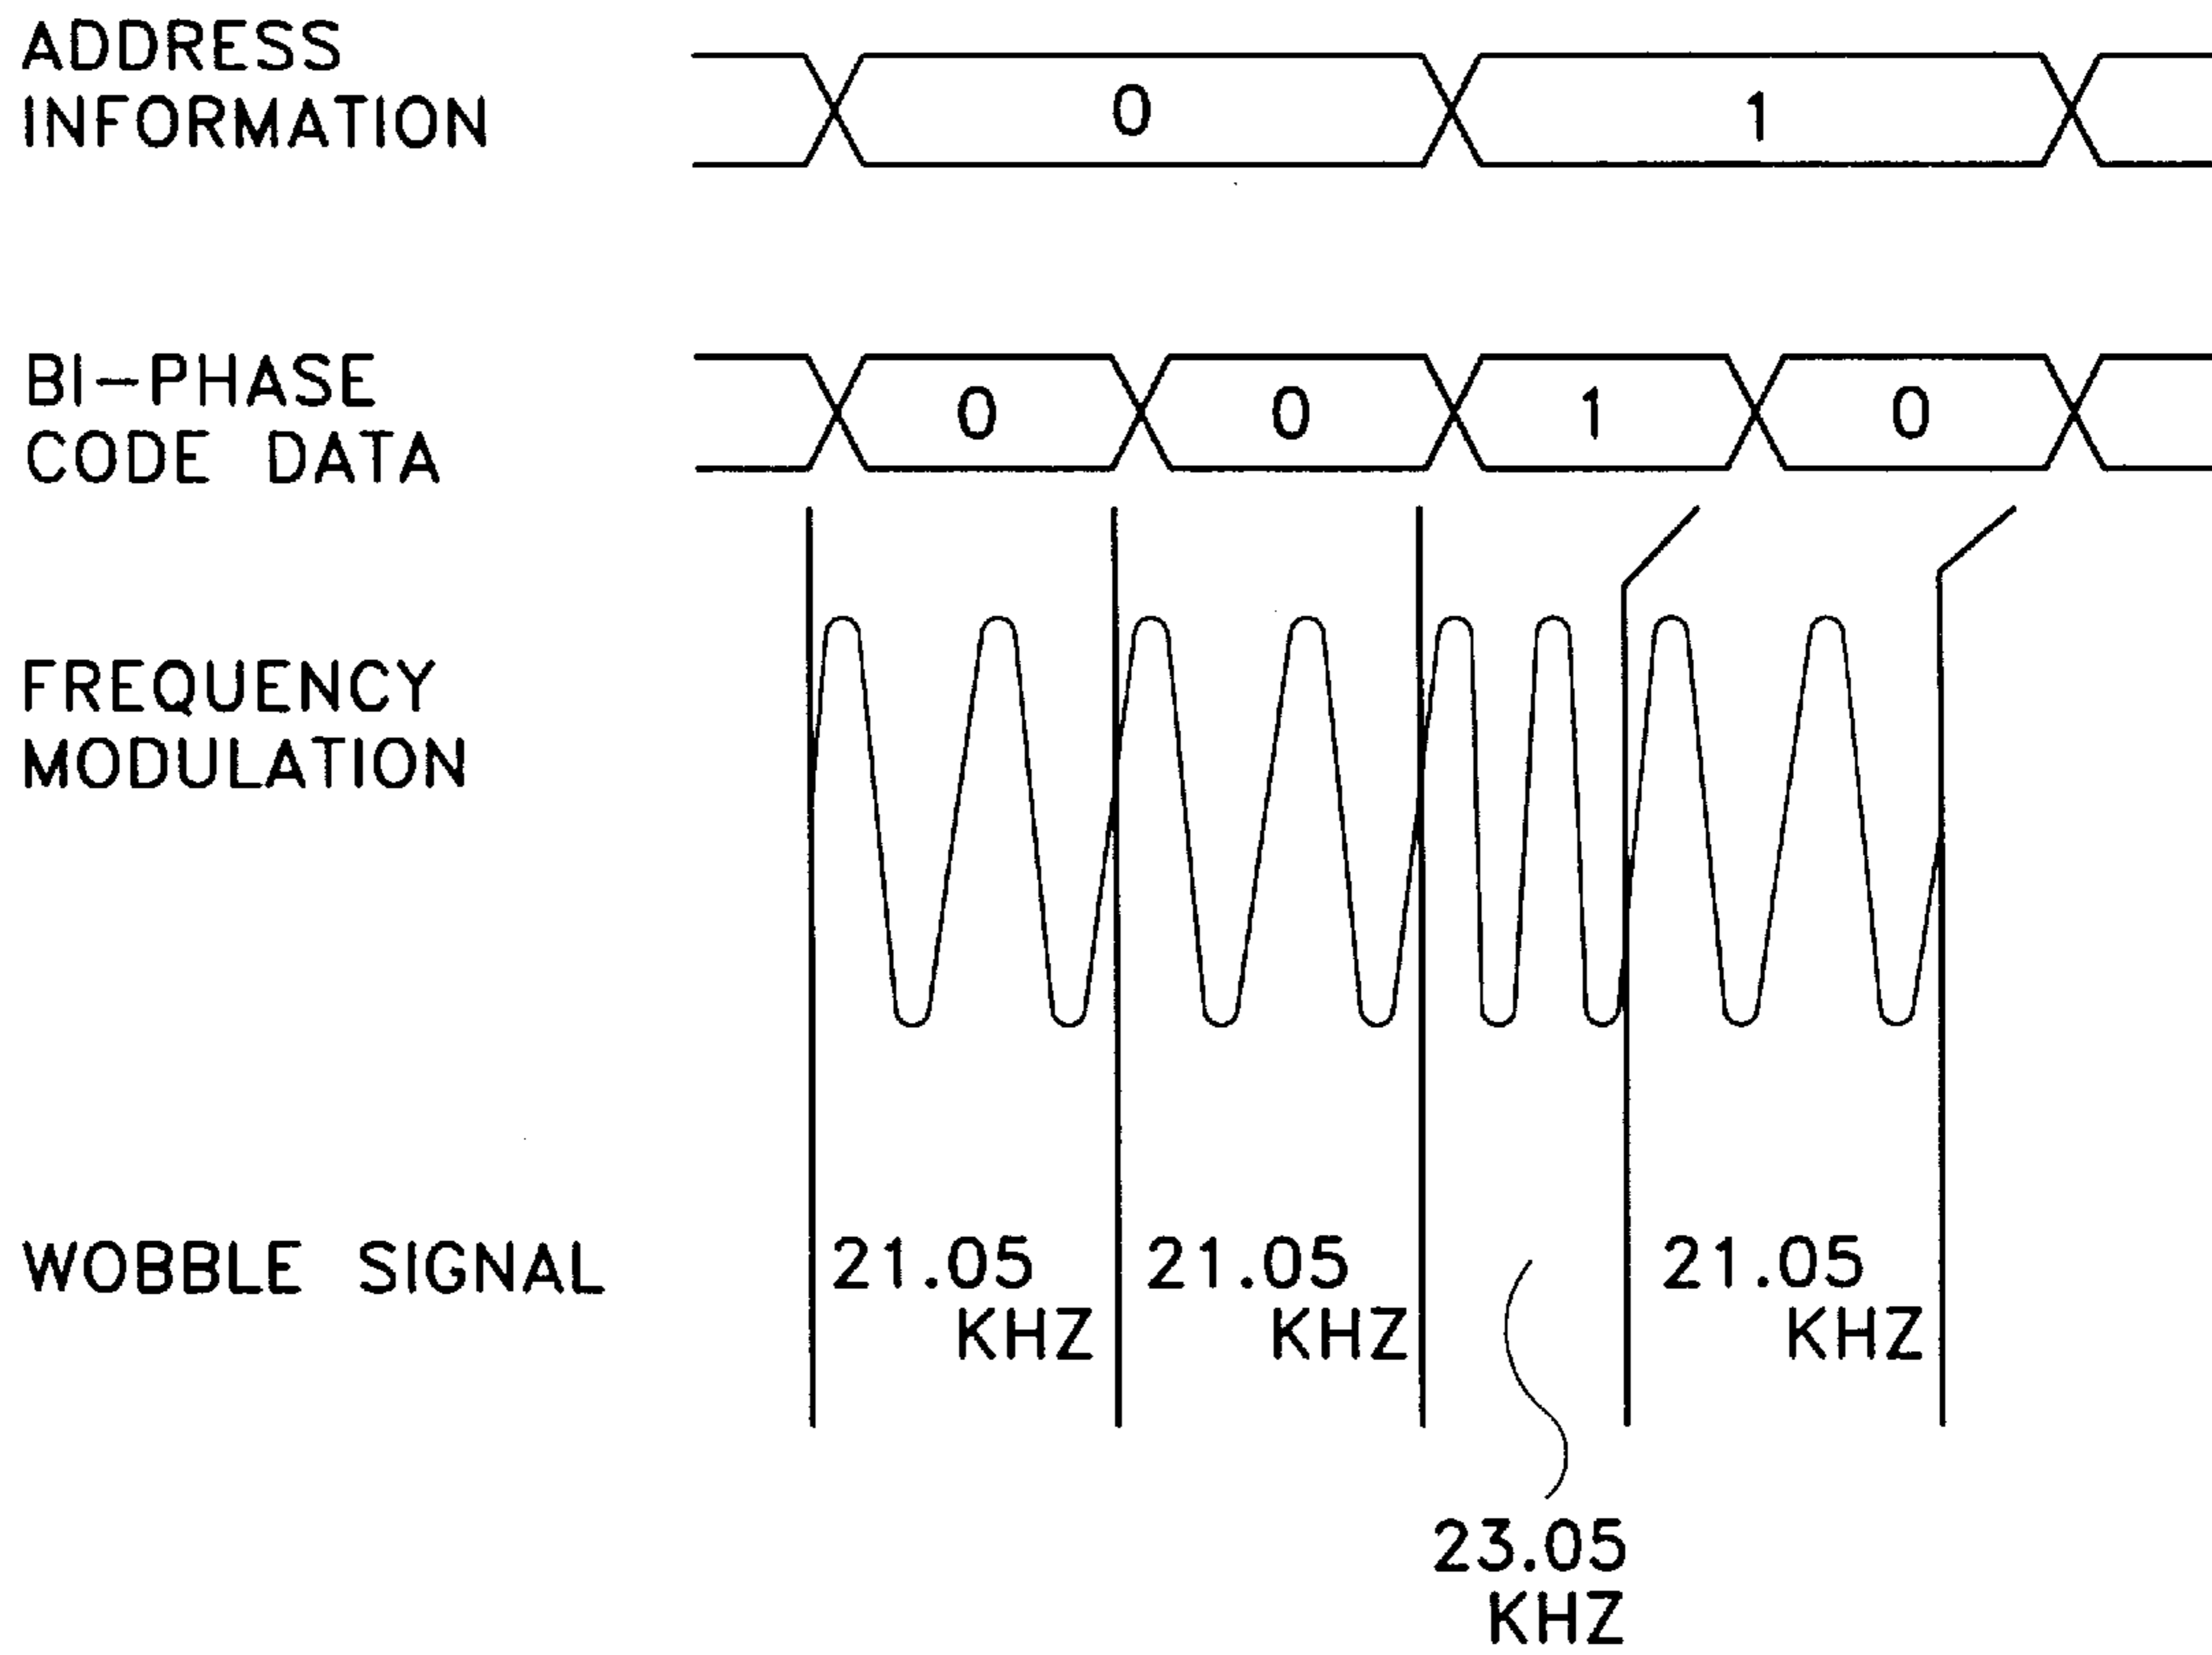 ADDRESS
INFORMATION
0 1
BI-PHASE
CODE DATA
0 0 1 0
FREQUENCY
MODULATION
WOBBLE SIGNAL
21.05
KHZ
21.05
KHZ
23.05
KHZ
21.05
KHZ